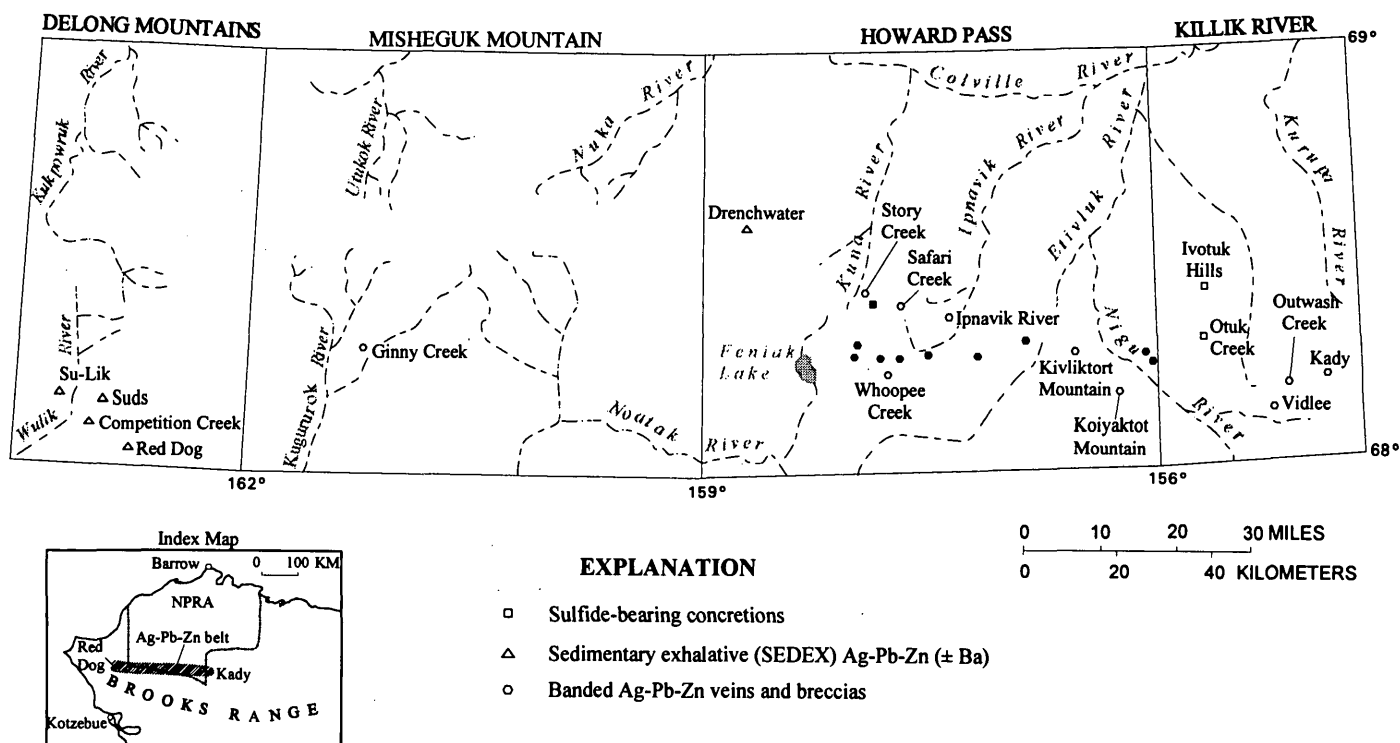 DELONG MOUNTAINS
MISHEGUK MOUNTAIN
HOWARD PASS
KILLIK RIVER
69°
River
Kukpowruk
Utukok River
Nuka River
Colville River
Kuna River
Ipnavik River
Etivluk River
Kurupa River
Drenchwater
Story
Creek
Safari
Creek
Ivotuk
Hills
Ipnavik River
Nigu River
Otuk
Creek
Outwash
Creek
Kady
River
Su-Lik
Suds
Wulik
Competition Creek
Red Dog
Kugururok River
Ginny Creek
Feniak
Lake
Whoopee
Creek
Kivliktort
Mountain
Koiyaktot
Mountain
Vidlee
Noatak River
68°
162°
159°
156°
Index Map
Barrow
0 100 KM
NPRA
Ag-Pb-Zn belt
Red
Dog
Kady
BROOKS RANGE
Kotzebue
EXPLANATION
Sulfide-bearing concretions
Sedimentary exhalative (SEDEX) Ag-Pb-Zn (± Ba)
Banded Ag-Pb-Zn veins and breccias
0 10 20 30 MILES
0 20 40 KILOMETERS